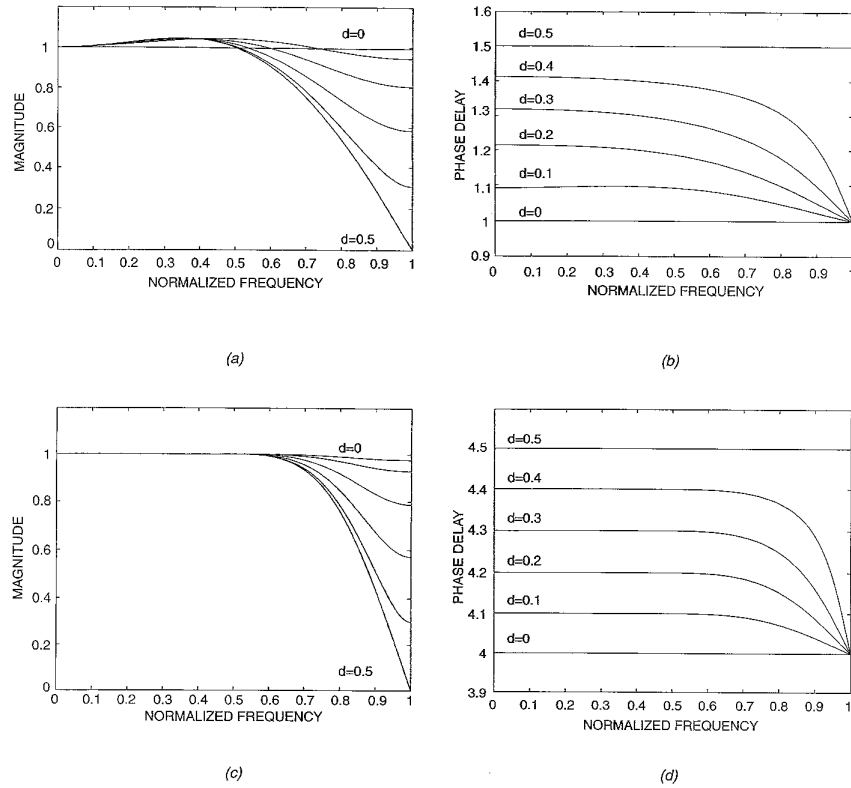 d=0
1
0.8
0.6
0.4
0.2
0
MAGNITUDE
d=0.5
0 0.1 0.2 0.3 0.4 0.5 0.6 0.7 0.8 0.9 1
NORMALIZED FREQUENCY
(a)
1.6
1.5
1.4
1.3
1.2
1.1
1
0.9
PHASE DELAY
d=0.5
d=0.4
d=0.3
d=0.2
d=0.1
d=0
0 0.1 0.2 0.3 0.4 0.5 0.6 0.7 0.8 0.9 1
NORMALIZED FREQUENCY
(b)
d=0
1
0.8
0.6
0.4
0.2
0
MAGNITUDE
d=0.5
0 0.1 0.2 0.3 0.4 0.5 0.6 0.7 0.8 0.9 1
NORMALIZED FREQUENCY
(c)
4.5
4.4
4.3
4.2
4.1
4
3.9
PHASE DELAY
d=0.5
d=0.4
d=0.3
d=0.2
d=0.1
d=0
0 0.1 0.2 0.3 0.4 0.5 0.6 0.7 0.8 0.9 1
NORMALIZED FREQUENCY
(d)